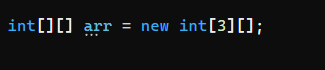 int[][] arr = new int[3][];